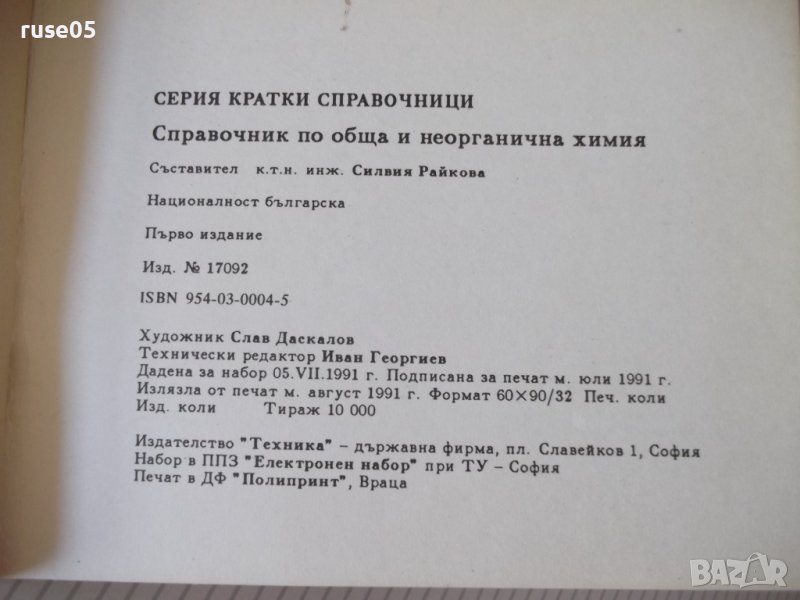 ruse05
СЕРИЯ КРАТКИ СПРАВОЧНИЦИ
Справочник по обща и неорганична химия
Съставител к.т.н. инж. Силвия Райкова
Националност българска
Първо издание
Изд. № 17092
ISBN 954-03-0004-5
Художник Слав Даскалов
Технически редактор Иван Георгиев
Дадена за набор 05.VII.1991 г. Подписана за печат м. юли 1991 г.
Излязла от печат м. август 1991 г. Формат 60×90/32 Печ. коли
Изд. коли Тираж 10 000
Издателство "Техника" – държавна фирма, пл. Славейков 1, София
Набор в ППЗ "Електронен набор" при ТУ – София
Печат в ДФ "Полипринт", Враца
BAZAR